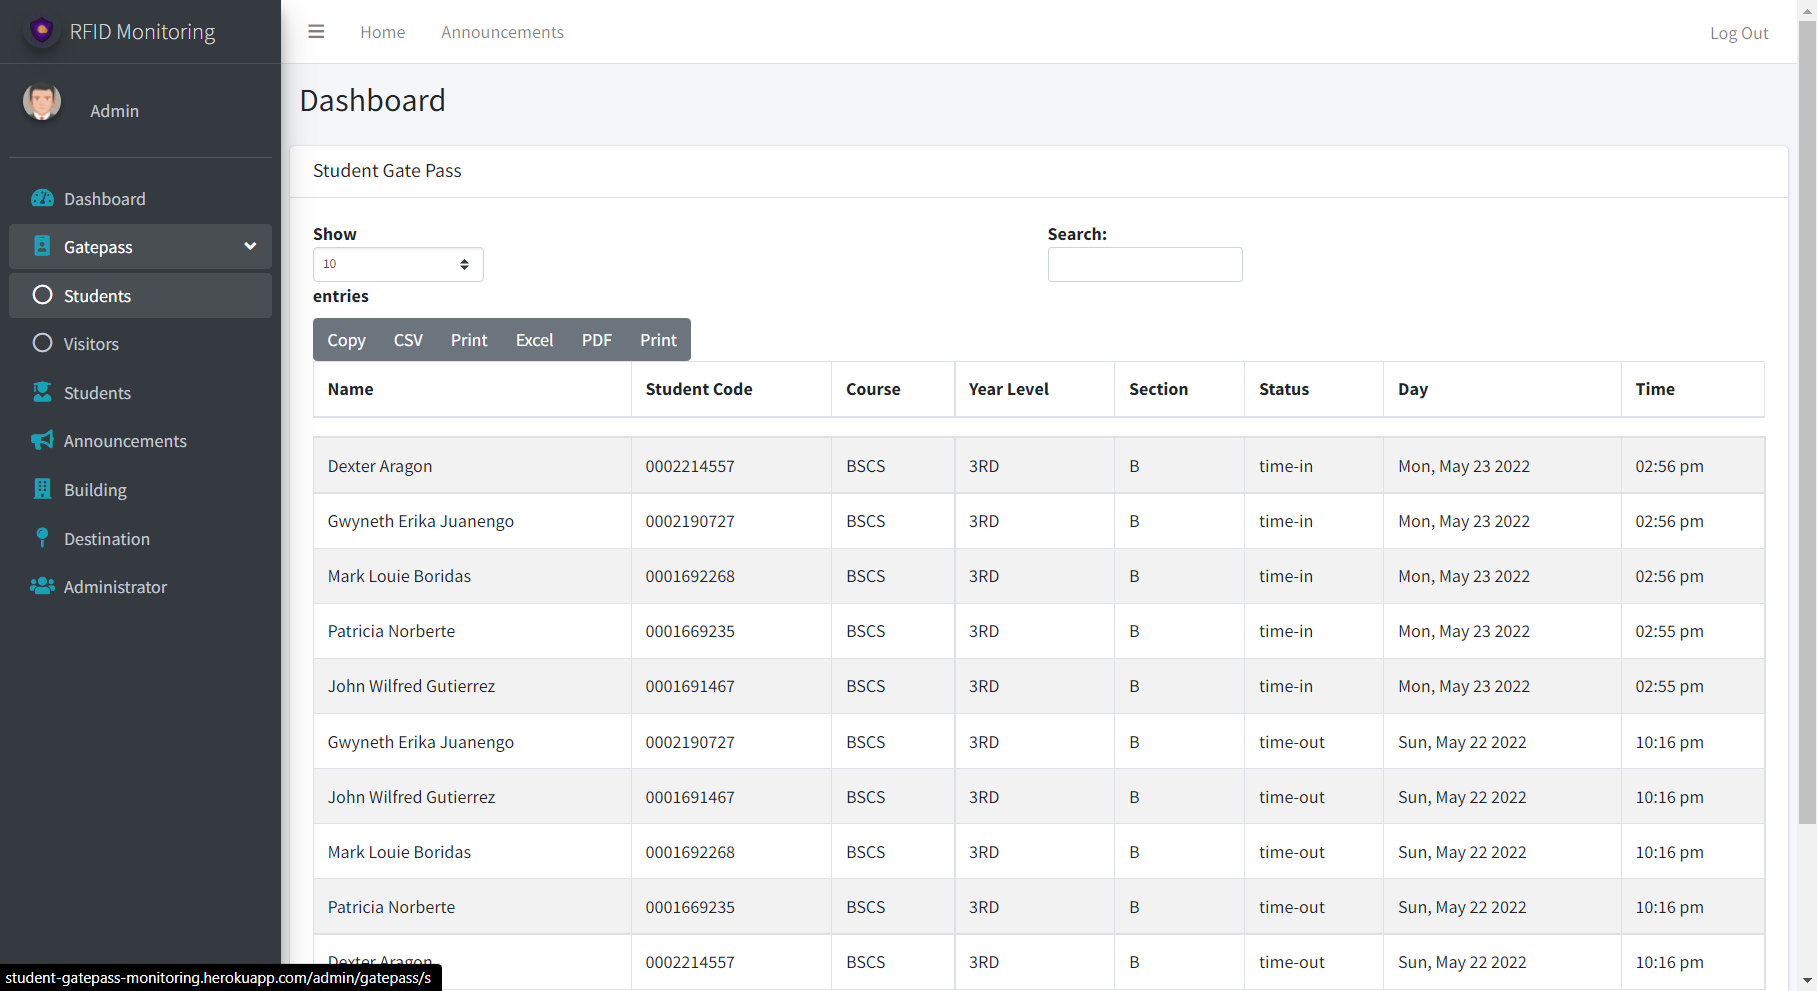 RFID Monitoring
Home Announcements Log Out
Admin
Dashboard
Gatepass
Students
Visitors
Students
Announcements
Building
Destination
Administrator
Dashboard
Student Gate Pass
Show
10
entries
Search:
Copy CSV Print Excel PDF Print
Name Student Code Course Year Level Section Status Day Time
Dexter Aragon 0002214557 BSCS 3RD B time-in Mon, May 23 2022 02:56 pm
Gwyneth Erika Juanengo 0002190727 BSCS 3RD B time-in Mon, May 23 2022 02:56 pm
Mark Louie Boridas 0001692268 BSCS 3RD B time-in Mon, May 23 2022 02:56 pm
Patricia Norberte 0001669235 BSCS 3RD B time-in Mon, May 23 2022 02:55 pm
John Wilfred Gutierrez 0001691467 BSCS 3RD B time-in Mon, May 23 2022 02:55 pm
Gwyneth Erika Juanengo 0002190727 BSCS 3RD B time-out Sun, May 22 2022 10:16 pm
John Wilfred Gutierrez 0001691467 BSCS 3RD B time-out Sun, May 22 2022 10:16 pm
Mark Louie Boridas 0001692268 BSCS 3RD B time-out Sun, May 22 2022 10:16 pm
Patricia Norberte 0001669235 BSCS 3RD B time-out Sun, May 22 2022 10:16 pm
Dexter Aragon 0002214557 BSCS 3RD B time-out Sun, May 22 2022 10:16 pm
student-gatepass-monitoring.herokuapp.com/admin/gatepass/s